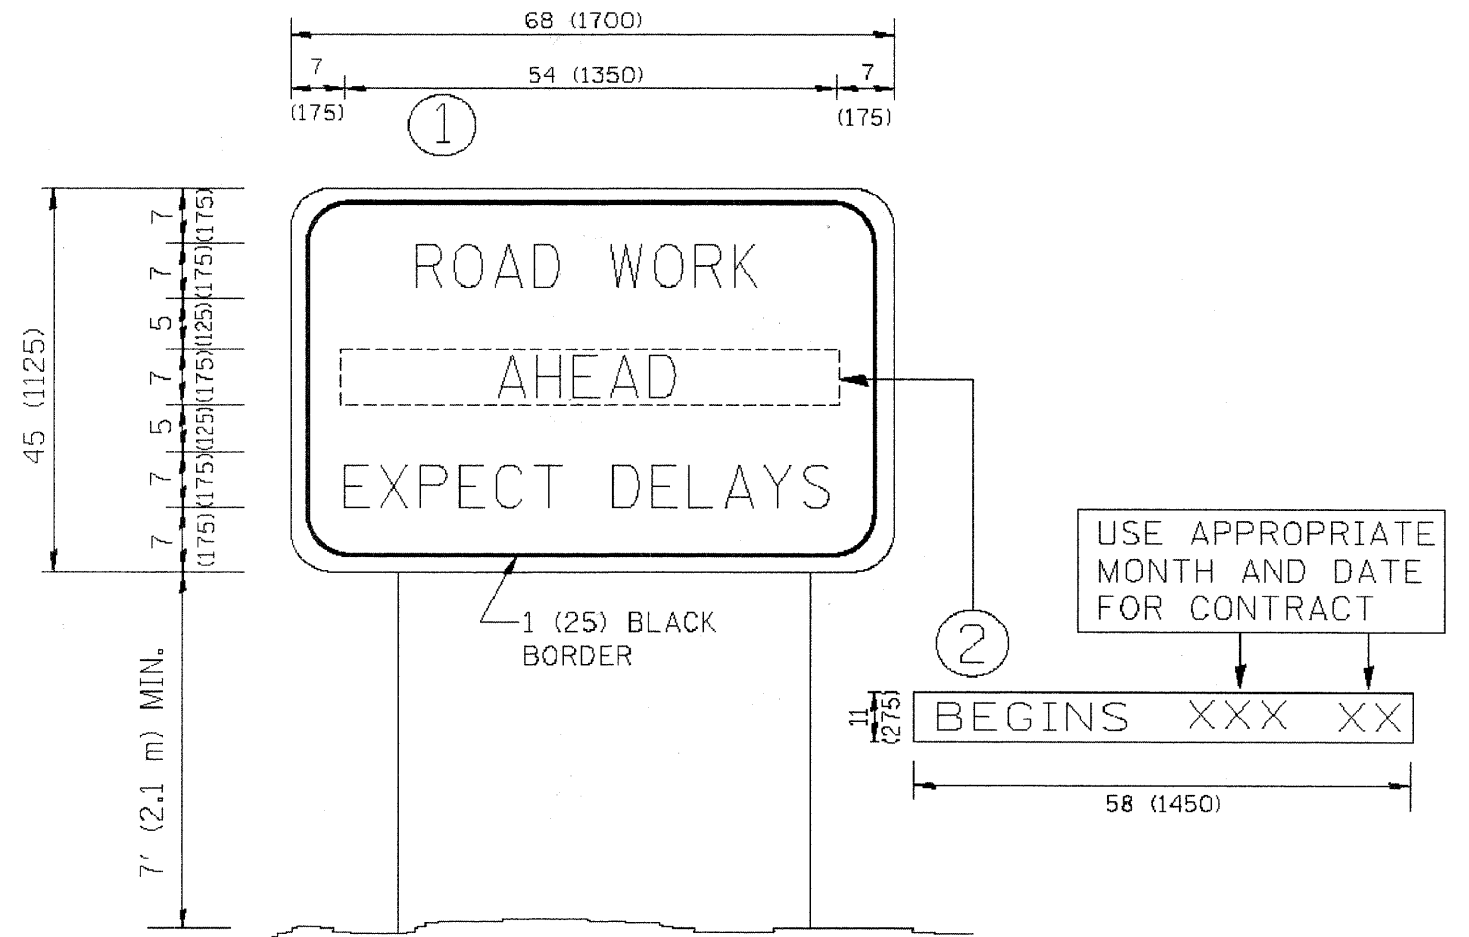 68 (1700)
7
54 (1350)
7
(175)
(175)
1
ROAD WORK
AHEAD
EXPECT DELAYS
45 (1125)
7 (175)
7 (175)
5 (125)
7 (175)
5 (125)
7 (175)
7 (175)
7' (2.1 m) MIN.
1 (25) BLACK
BORDER
USE APPROPRIATE
MONTH AND DATE
FOR CONTRACT
2
11
(275)
BEGINS XXX XX
58 (1450)